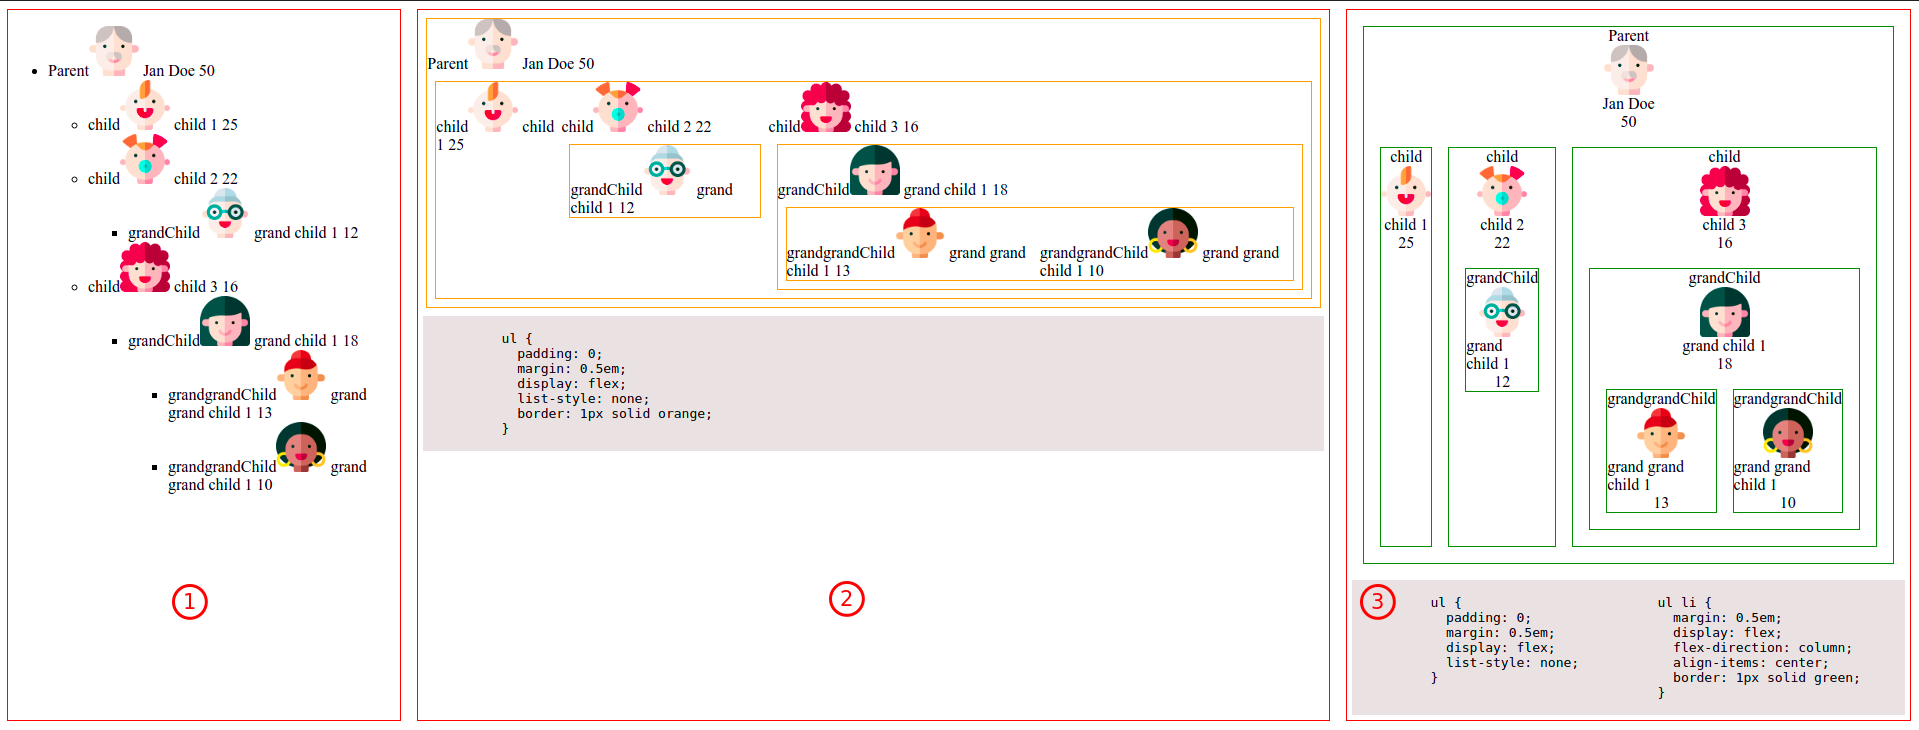 Parent Jan Doe 50
child child 1 25
child child 2 22
grandChild grand child 1 12
child child 3 16
grandChild grand child 1 18
grandgrandChild grand
grand child 1 13
grandgrandChild grand
grand child 1 10
1
Parent Jan Doe 50
child child
1 25
child child 2 22
child child 3 16
grandChild grand
child 1 12
grandChild grand child 1 18
grandgrandChild grand grand
child 1 13
grandgrandChild grand grand
child 1 10
ul {
padding: 0;
margin: 0.5em;
display: flex;
list-style: none;
border: 1px solid orange;
}
2
Parent
Jan Doe
50
child
child 1
25
child
child 2
22
grandChild
grand
child 1
12
child
child 3
16
grandChild
grand child 1
18
grandgrandChild
grand grand
child 1
13
grandgrandChild
grand grand
child 1
10
3
ul {
padding: 0;
margin: 0.5em;
display: flex;
list-style: none;
}
ul li {
margin: 0.5em;
display: flex;
flex-direction: column;
align-items: center;
border: 1px solid green;
}